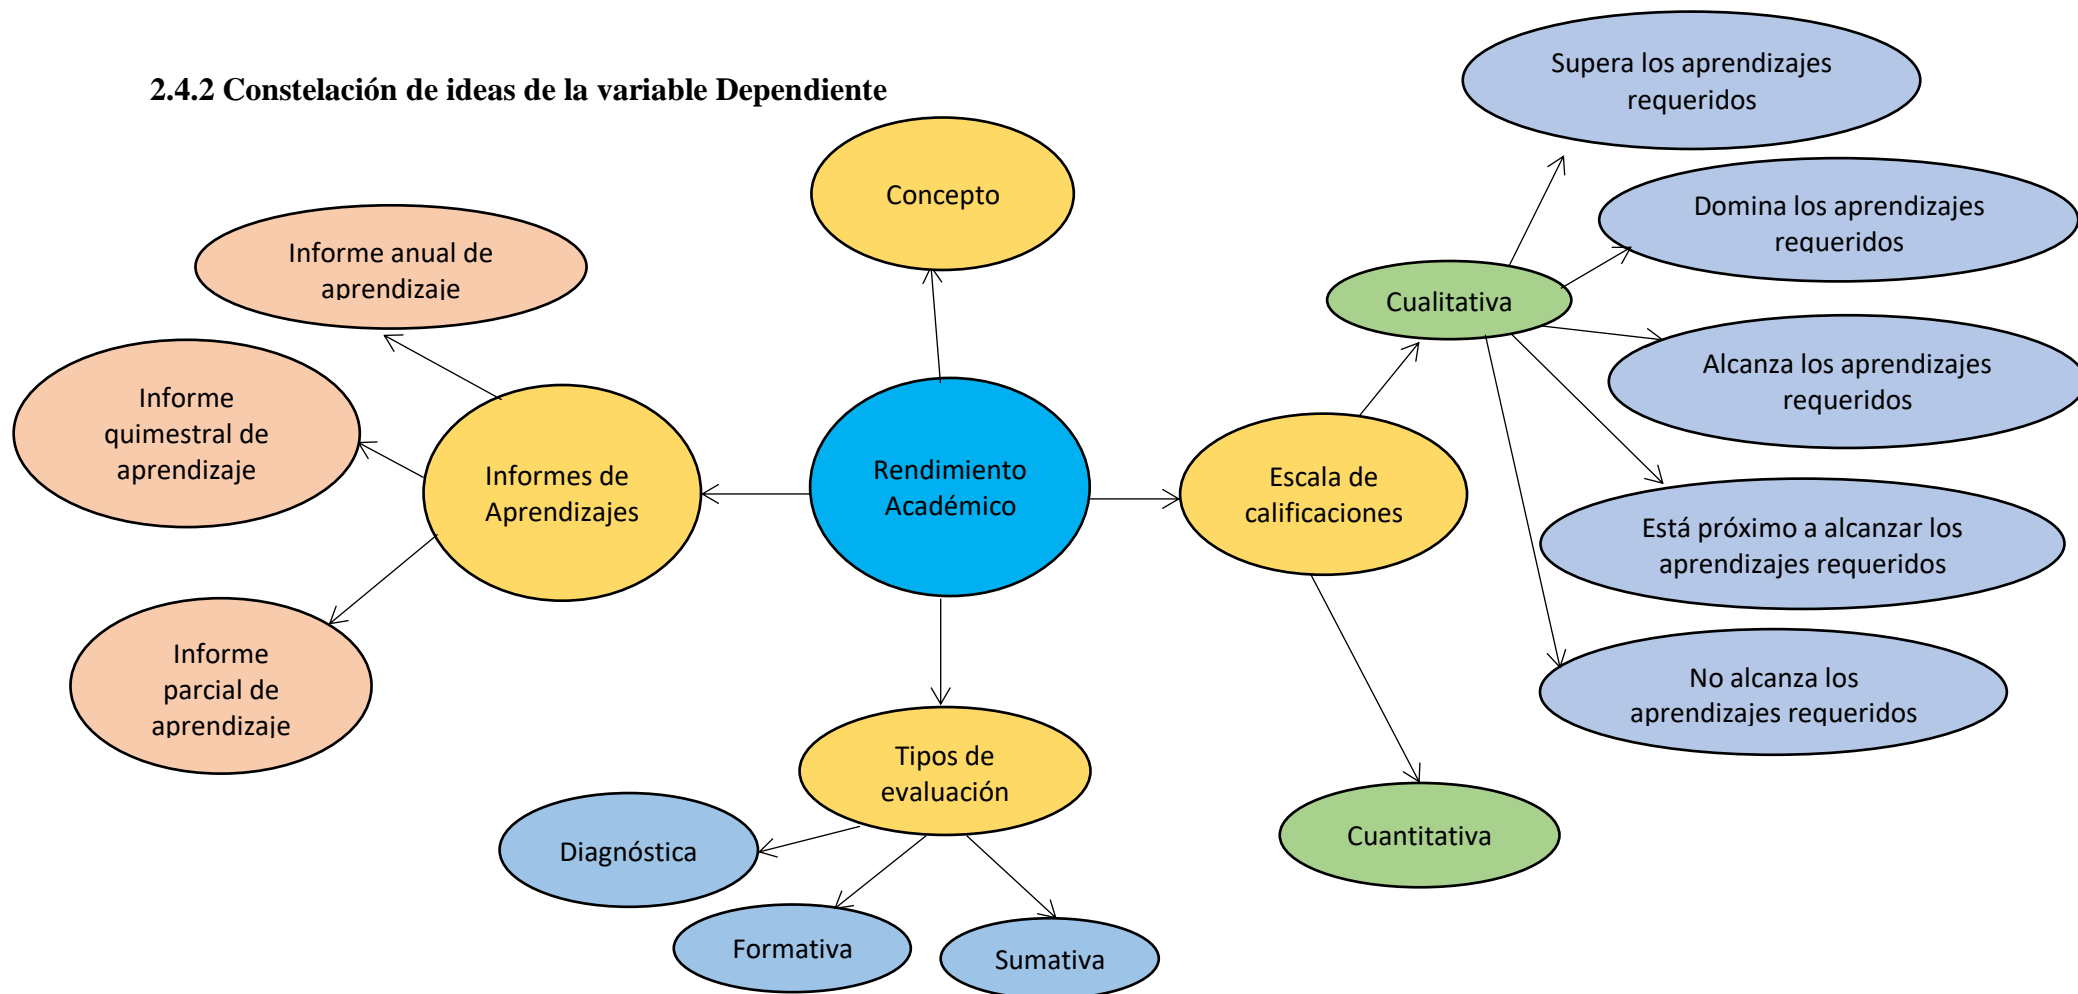 2.4.2 Constelación de ideas de la variable Dependiente
Supera los aprendizajes
requeridos
Concepto
Domina los aprendizajes
requeridos
Informe anual de
aprendizaje
Cualitativa
Alcanza los aprendizajes
requeridos
Informe
quimestral de
aprendizaje
Informes de
Aprendizajes
Rendimiento
Académico
Escala de
calificaciones
Está próximo a alcanzar los
aprendizajes requeridos
Informe
parcial de
aprendizaje
No alcanza los
aprendizajes requeridos
Tipos de
evaluación
Cuantitativa
Diagnóstica
Formativa
Sumativa